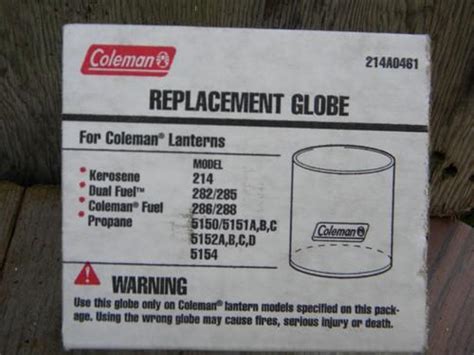 Coleman®
214A0461
REPLACEMENT GLOBE
For Coleman® Lanterns
MODEL
• Kerosene 214
• Dual Fuel™ 282/285
• Coleman® Fuel 286/288
• Propane 5150/5151A,B,C
5152A,B,C,D
5154
Coleman
WARNING
Use this globe only on Coleman® lantern models specified on this pack-
age. Using the wrong globe may cause fires, serious injury or death.